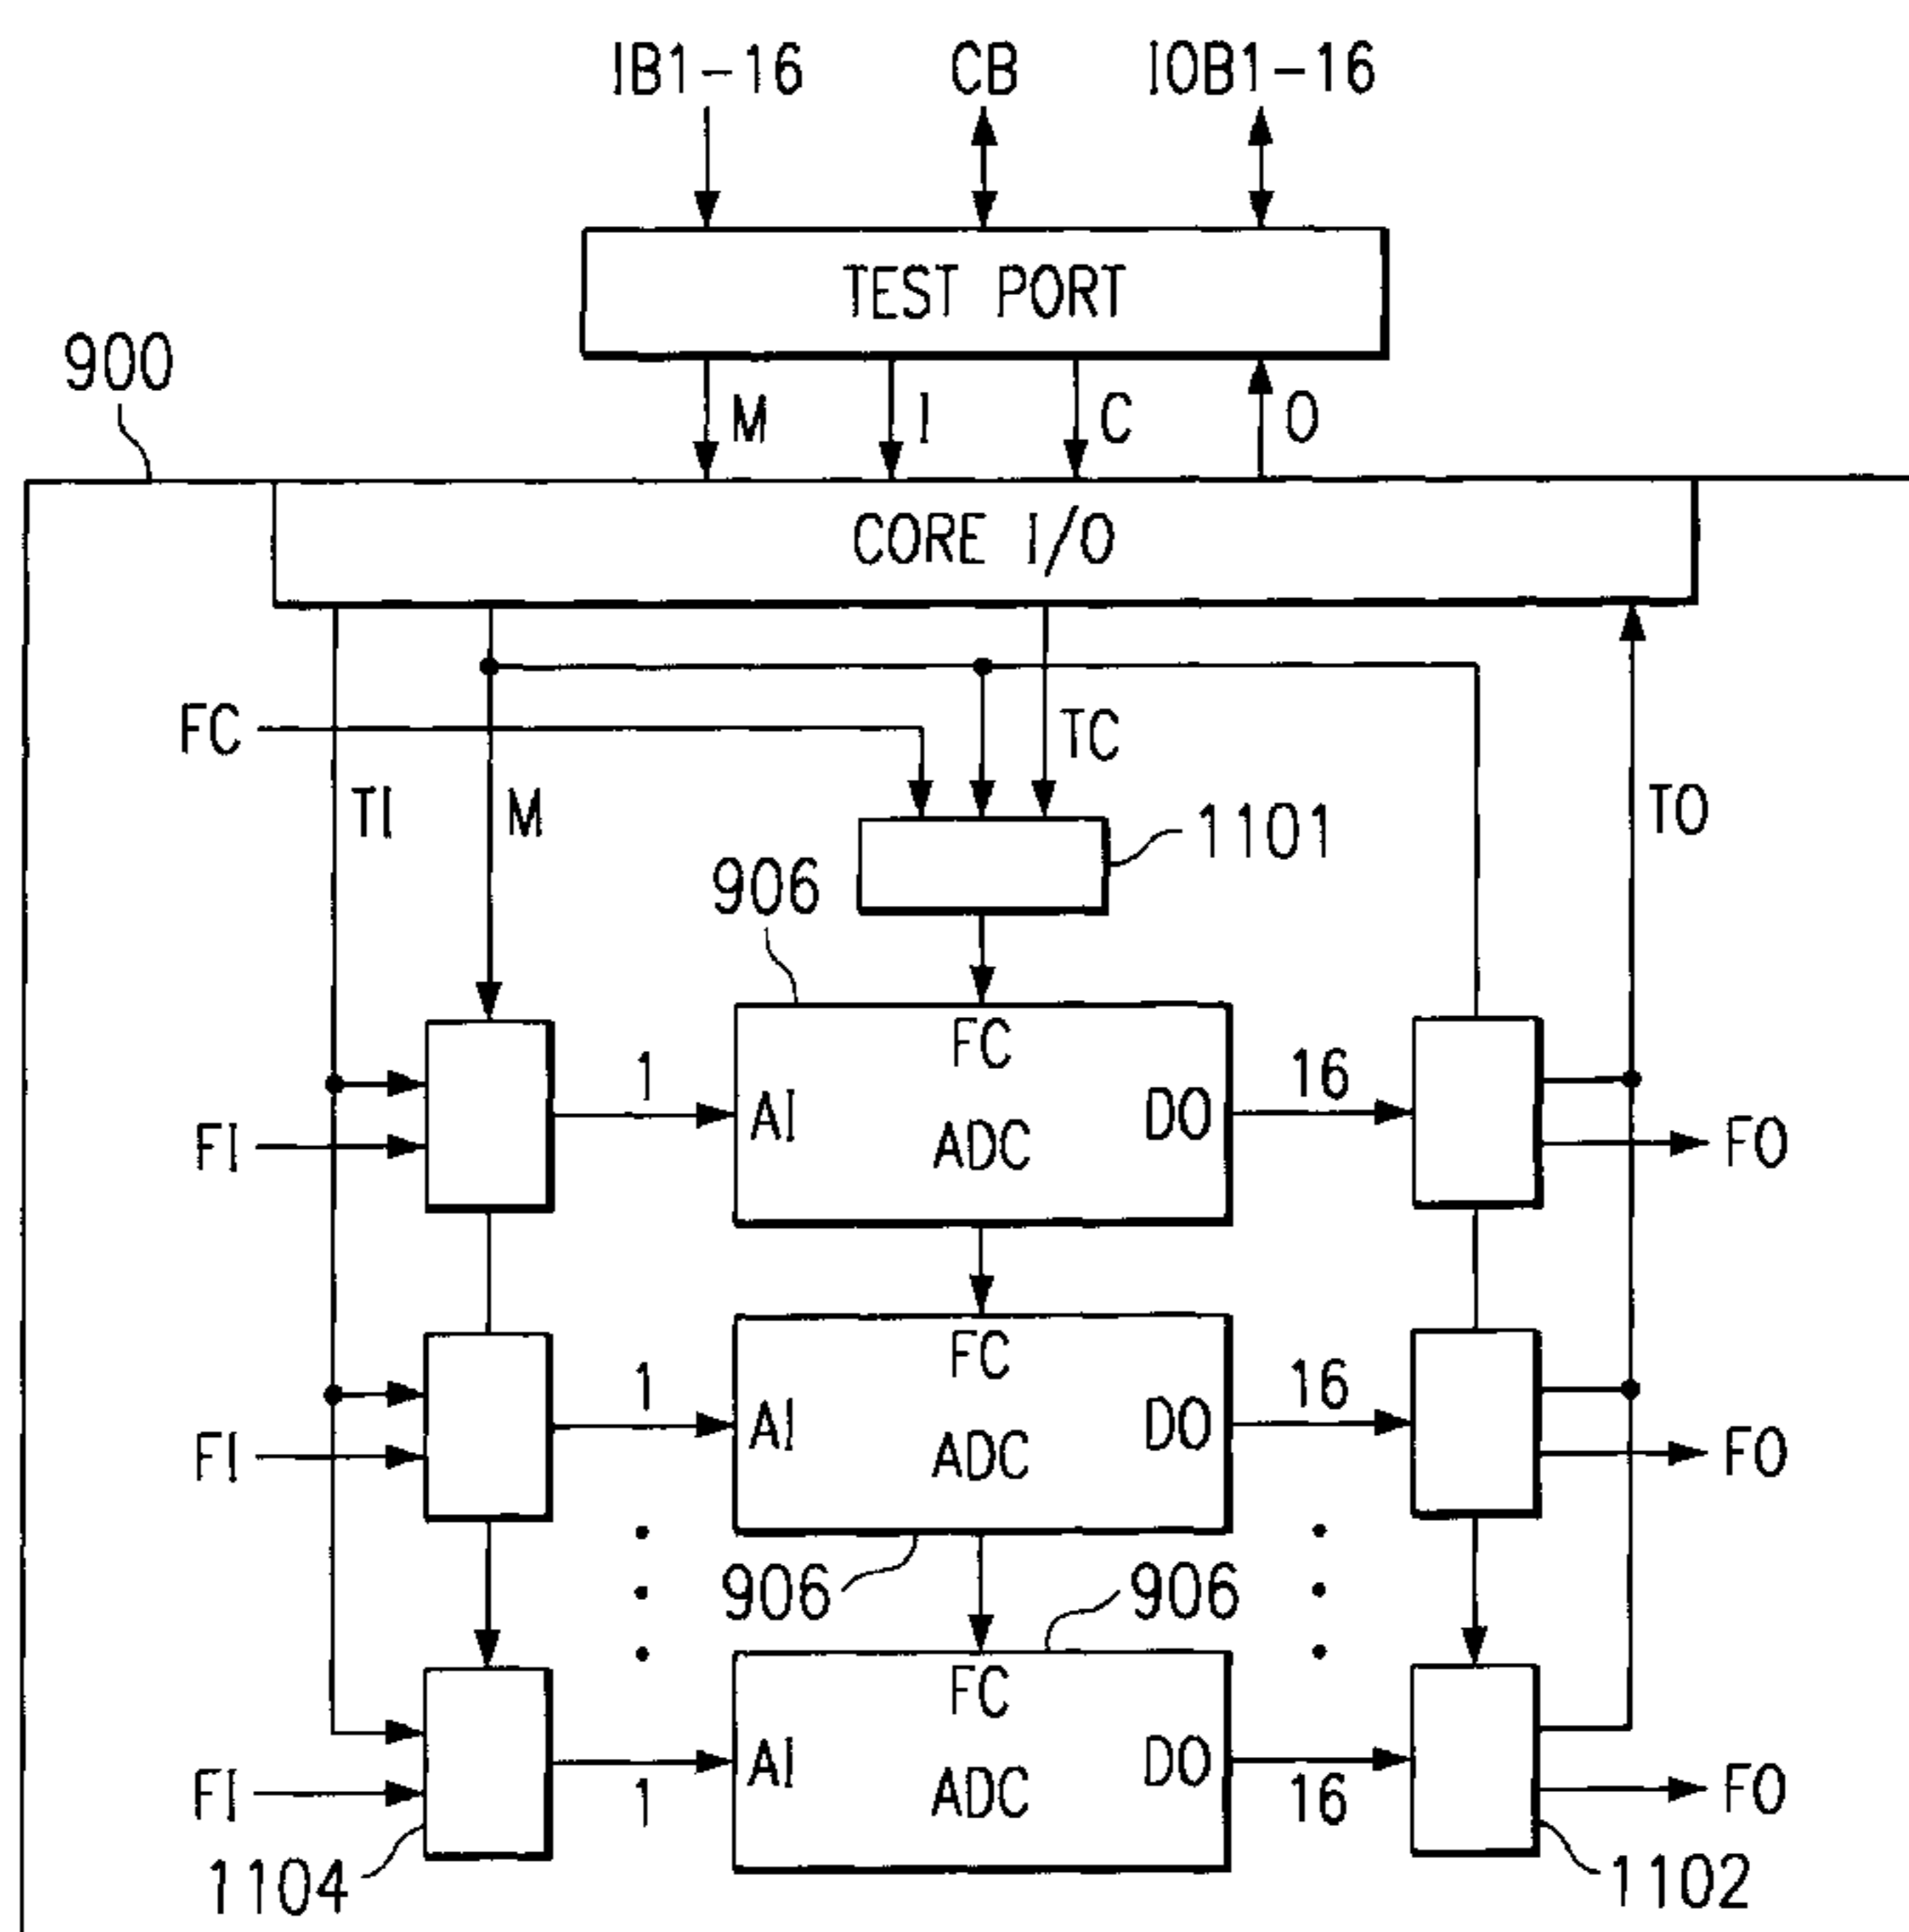 IB1-16 CB IOB1-16
TEST PORT
900
M I C O
CORE I/O
FC
TC
TI M TO
1101
906
FC
1 16
AI DO
ADC
FI FO
FC
1 16
AI DO
ADC
FI FO
906 906
FC
AI DO
ADC
FI 1 16 FO
1104 1102